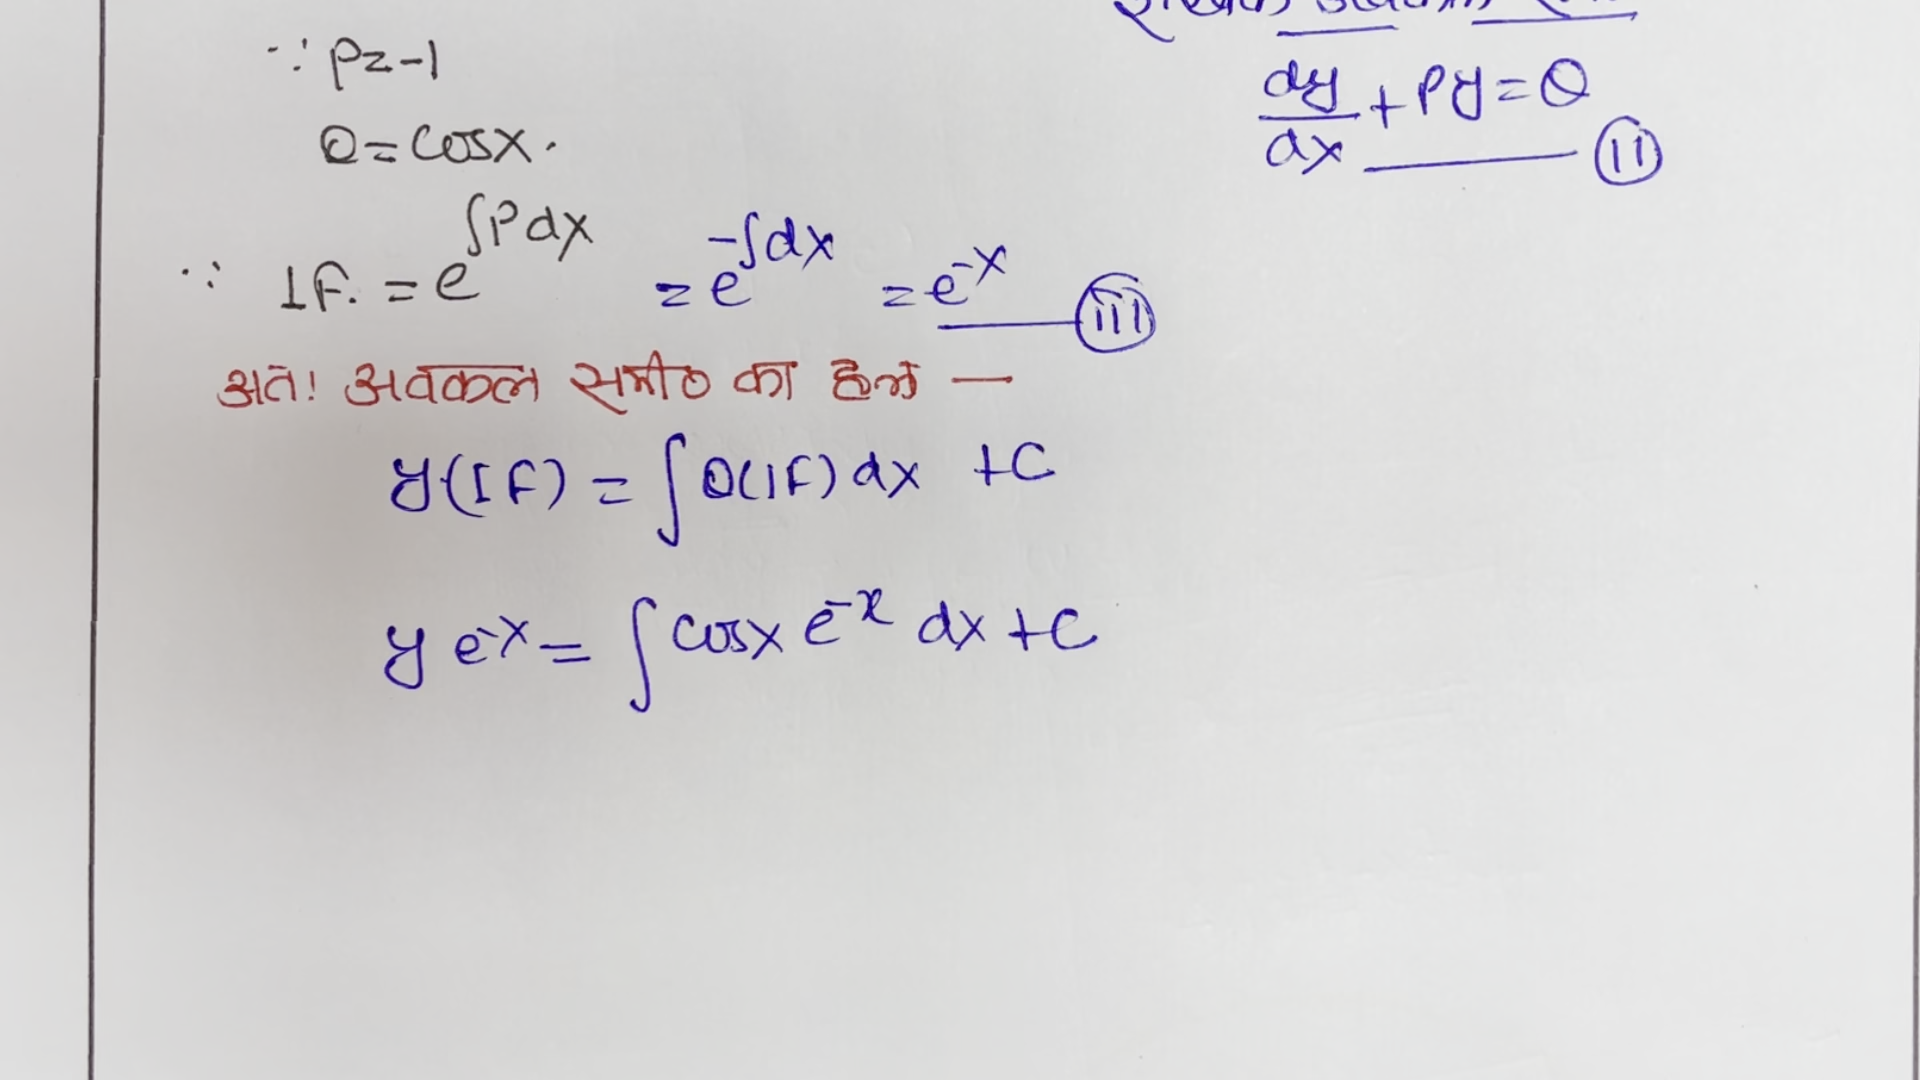 ∵ P=-1
Q=cosx.
dy/dx + Py = Q —— (ii)
∵ I.F. = e^∫Pdx = e^-∫dx = e^-x —— (iii)
अत: अवकल समी० का हल —
y(IF) = ∫Q(IF)dx +C
y e^-x = ∫cosx e^-x dx +C